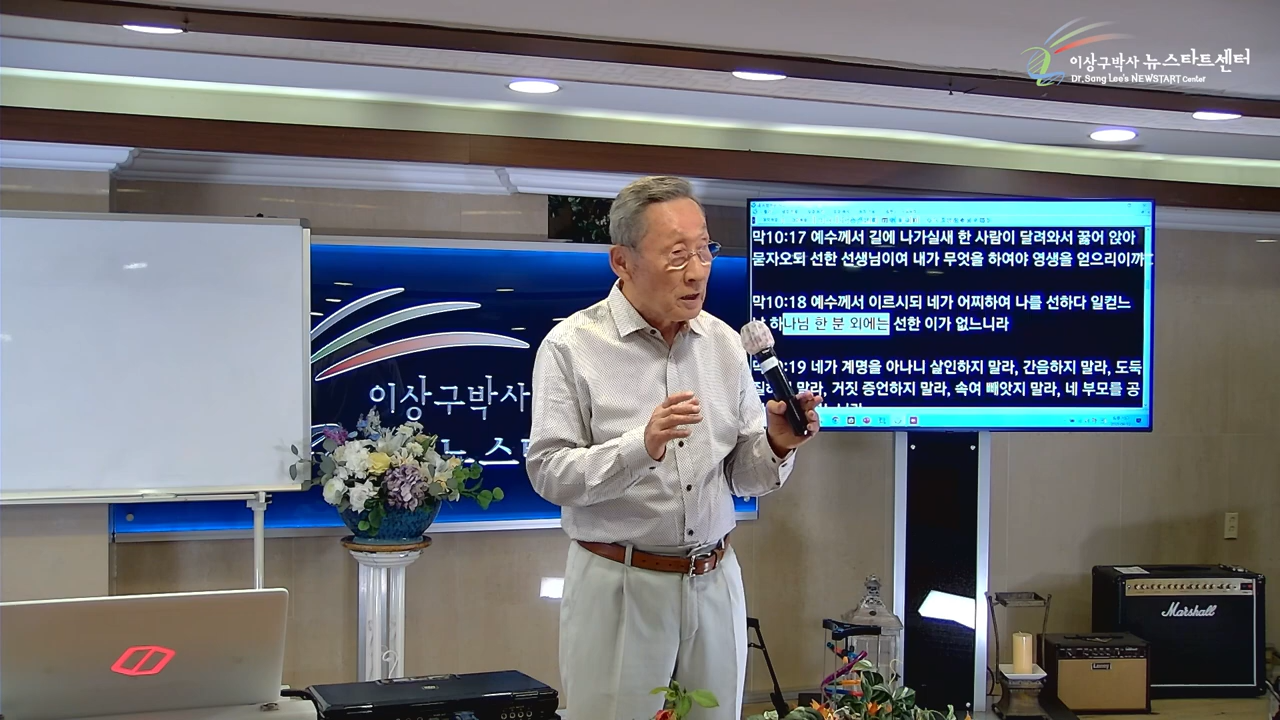 이상구박사 뉴스타트센터
Dr. Sang Lee's NEWSTART Center
막10:17 예수께서 길에 나가실새 한 사람이 달려와서 꿇어 앉아
묻자오되 선한 선생님이여 내가 무엇을 하여야 영생을 얻으리이까
막10:18 예수께서 이르시되 네가 어찌하여 나를 선하다 일컫느
하나님 한 분 외에는 선한 이가 없느니라
10:19 네가 계명을 아나니 살인하지 말라, 간음하지 말라, 도둑
말라, 거짓 증언하지 말라, 속여 빼앗지 말라, 네 부모를 공
이상구박사
뉴스타
Marshall
Laney